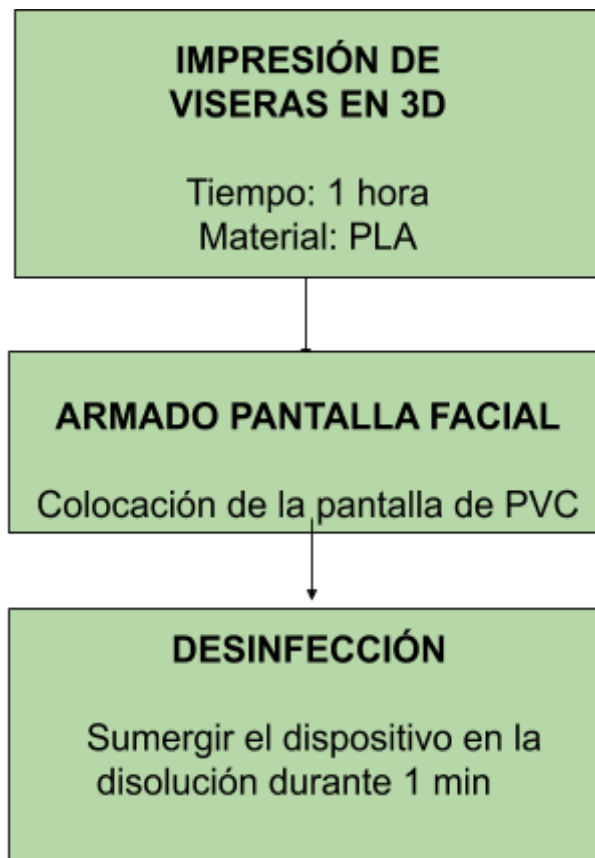 IMPRESIÓN DE
VISERAS EN 3D
Tiempo: 1 hora
Material: PLA
ARMADO PANTALLA FACIAL
Colocación de la pantalla de PVC
DESINFECCIÓN
Sumergir el dispositivo en la
disolución durante 1 min